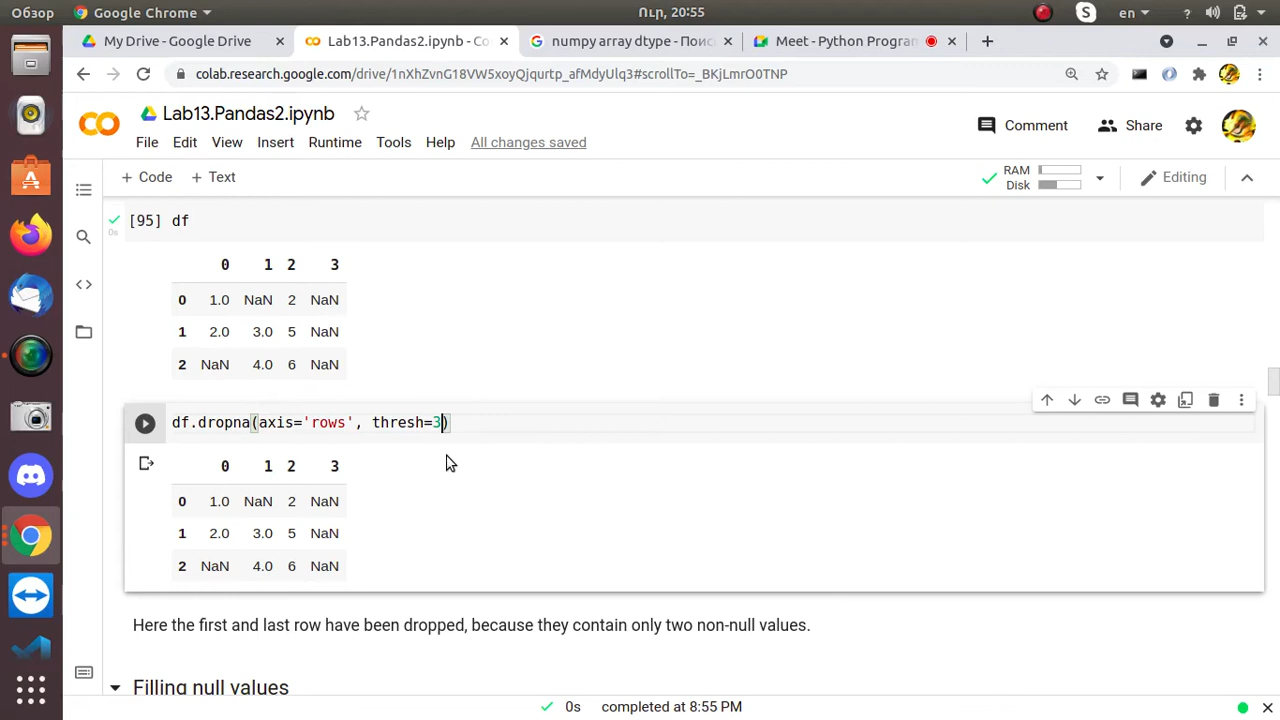 Обзор
Google Chrome
Ուր, 20:55
en
My Drive - Google Drive
Lab13.Pandas2.ipynb - Co
numpy array dtype - Поис
Meet - Python Program
colab.research.google.com/drive/1nXhZvnG18VW5xoyQjqurtp_afMdyUlq3#scrollTo=_BKjLmrO0TNP
Lab13.Pandas2.ipynb
Comment
Share
File Edit View Insert Runtime Tools Help All changes saved
+ Code + Text
RAM
Disk
Editing
[95] df
0s
0 1 2 3
0 1.0 NaN 2 NaN
1 2.0 3.0 5 NaN
2 NaN 4.0 6 NaN
df.dropna(axis='rows', thresh=3)
0 1 2 3
0 1.0 NaN 2 NaN
1 2.0 3.0 5 NaN
2 NaN 4.0 6 NaN
Here the first and last row have been dropped, because they contain only two non-null values.
Filling null values
0s completed at 8:55 PM